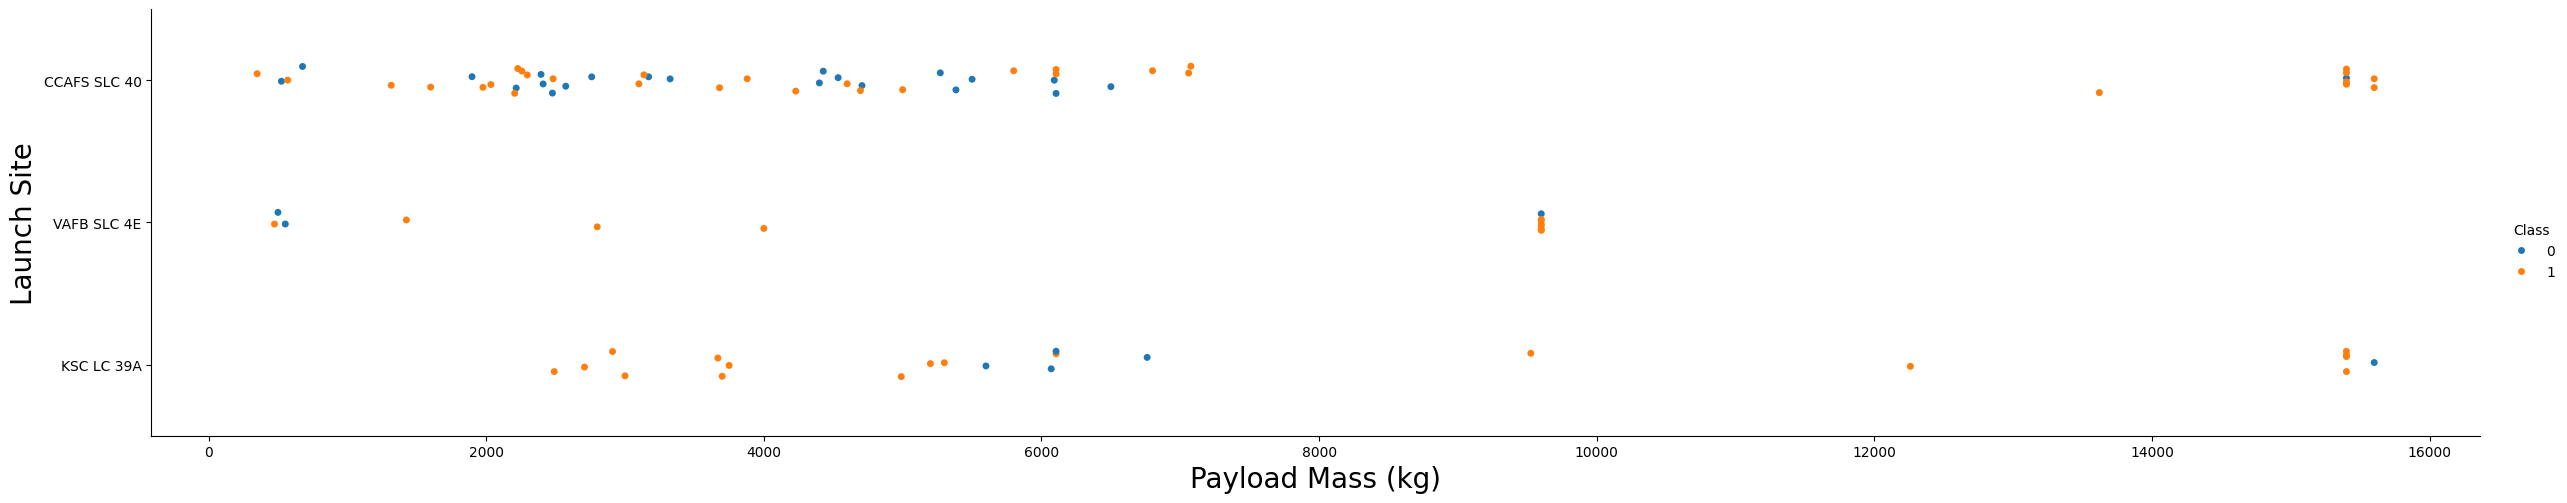 Launch Site
CCAFS SLC 40
VAFB SLC 4E
KSC LC 39A
0 2000 4000 6000 8000 10000 12000 14000 16000
Payload Mass (kg)
Class
0
1